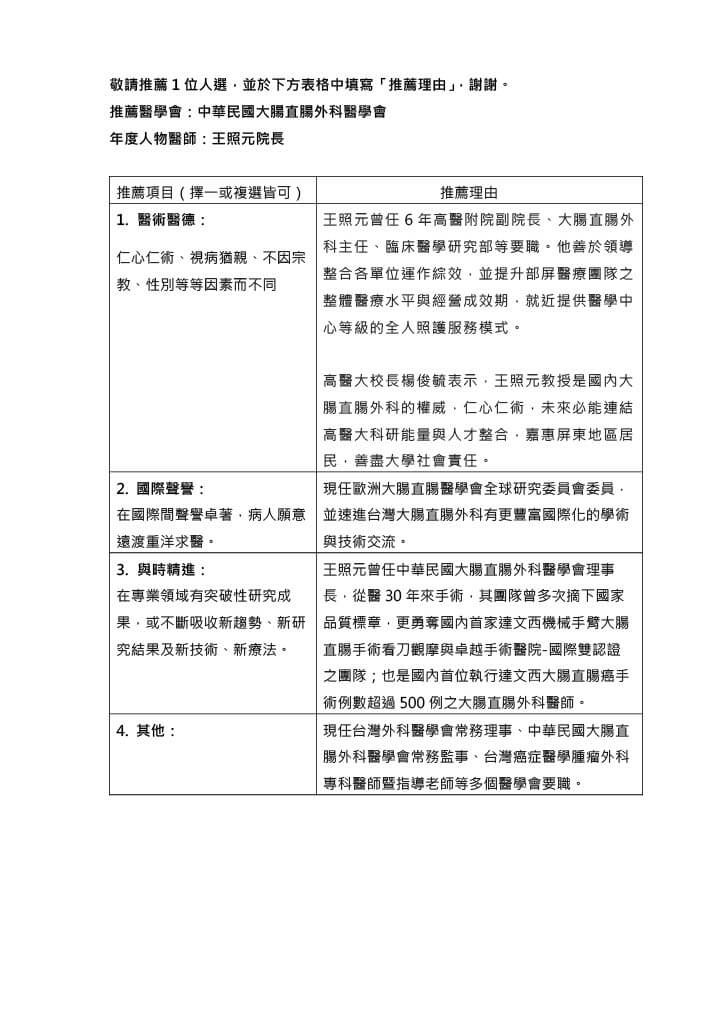 敬請推薦 1 位人選，並於下方表格中填寫「推薦理由」，謝謝。
推薦醫學會：中華民國大腸直腸外科醫學會
年度人物醫師：王照元院長
推薦項目（擇一或複選皆可）
推薦理由
1. 醫術醫德：
仁心仁術、視病猶親、不因宗
教、性別等等因素而不同
王照元曾任 6 年高醫附院副院長、大腸直腸外
科主任、臨床醫學研究部等要職。他善於領導
整合各單位運作綜效，並提升部屏醫療團隊之
整體醫療水平與經營成效期，就近提供醫學中
心等級的全人照護服務模式。
高醫大校長楊俊毓表示，王照元教授是國內大
腸直腸外科的權威，仁心仁術，未來必能連結
高醫大科研能量與人才整合，嘉惠屏東地區居
民，善盡大學社會責任。
2. 國際聲譽：
在國際間聲譽卓著，病人願意
遠渡重洋求醫。
現任歐洲大腸直腸醫學會全球研究委員會委員，
並速進台灣大腸直腸外科有更豐富國際化的學術
與技術交流。
3. 與時精進：
在專業領域有突破性研究成
果，或不斷吸收新趨勢、新研
究結果及新技術、新療法。
王照元曾任中華民國大腸直腸外科醫學會理事
長，從醫 30 年來手術，其團隊曾多次摘下國家
品質標章，更勇奪國內首家達文西機械手臂大腸
直腸手術看刀觀摩與卓越手術醫院-國際雙認證
之團隊；也是國內首位執行達文西大腸直腸癌手
術例數超過 500 例之大腸直腸外科醫師。
4. 其他：
現任台灣外科醫學會常務理事、中華民國大腸直
腸外科醫學會常務監事、台灣癌症醫學腫瘤外科
專科醫師暨指導老師等多個醫學會要職。